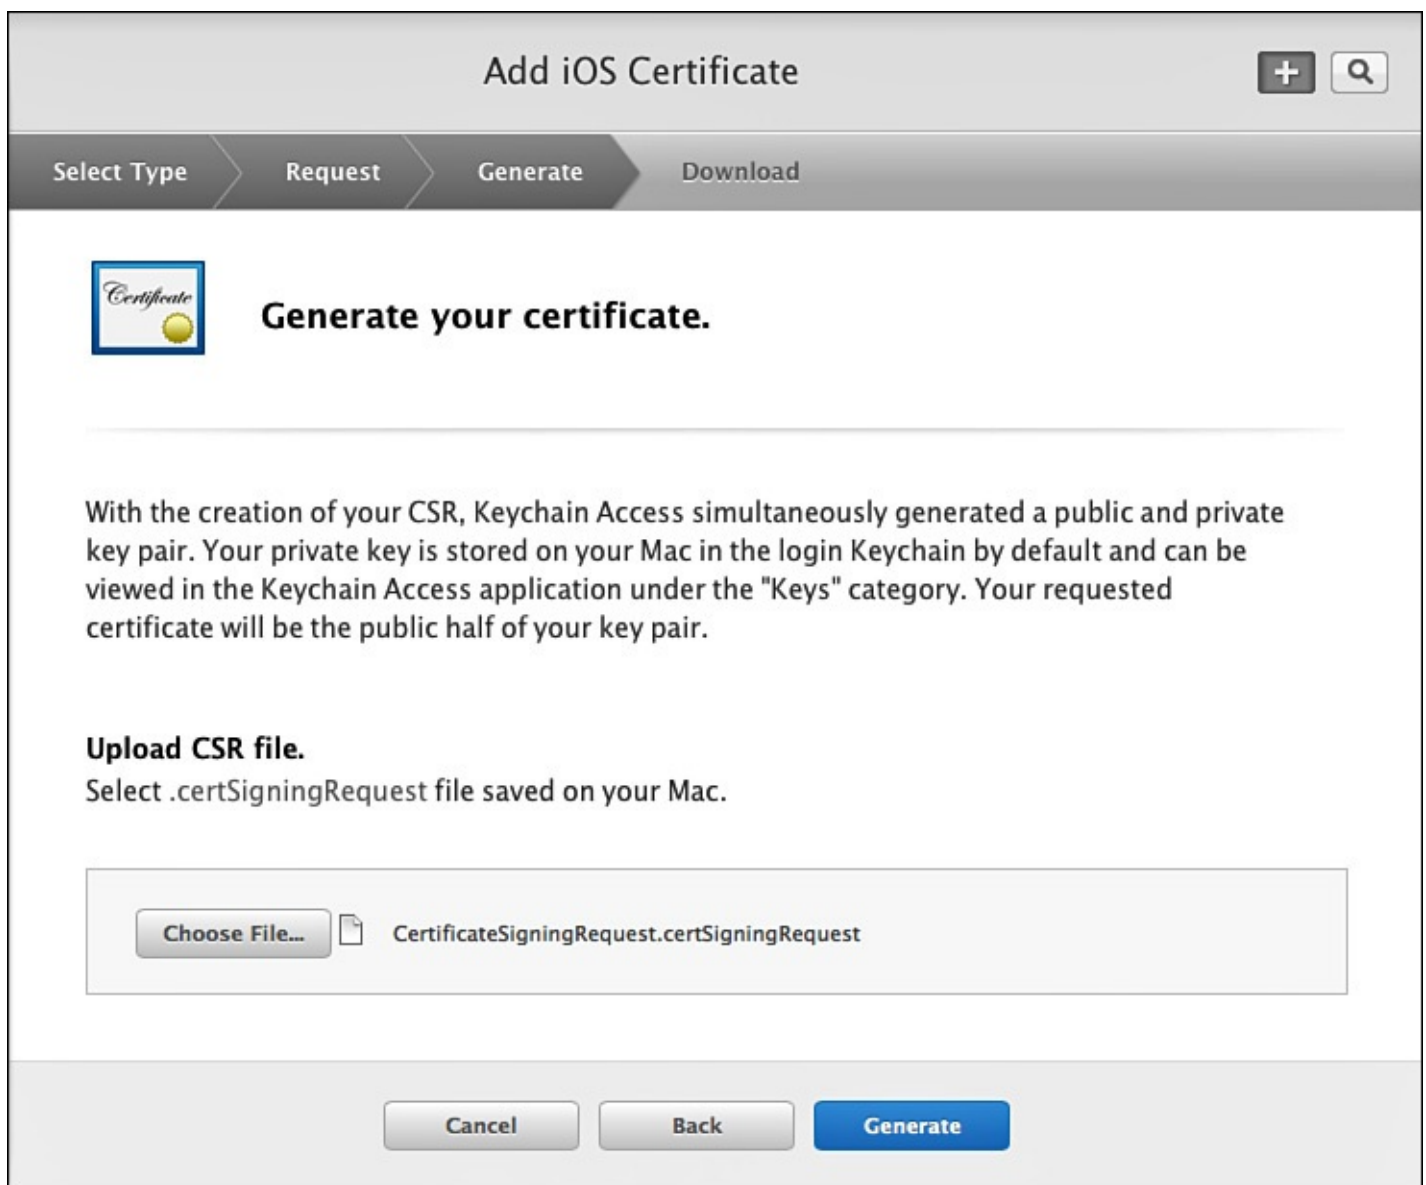 Add iOS Certificate
Select Type
Request
Generate
Download
Certificate
Generate your certificate.
With the creation of your CSR, Keychain Access simultaneously generated a public and private
key pair. Your private key is stored on your Mac in the login Keychain by default and can be
viewed in the Keychain Access application under the "Keys" category. Your requested
certificate will be the public half of your key pair.
Upload CSR file.
Select .certSigningRequest file saved on your Mac.
Choose File...
CertificateSigningRequest.certSigningRequest
Cancel
Back
Generate